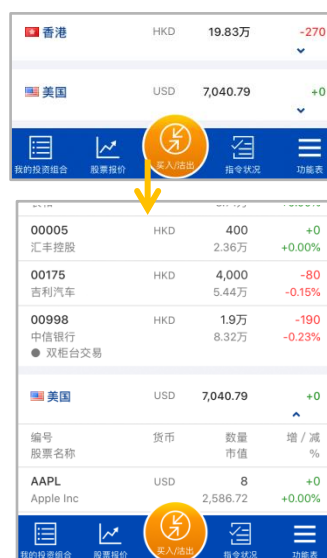 香港 HKD 19.83万 -270
美国 USD 7,040.79 +0
我的投资组合 股票报价 买入/沽出 指令状况 功能表
00005 HKD 400 +0
汇丰控股 2.36万 +0.00%
00175 HKD 4,000 -80
吉利汽车 5.44万 -0.15%
00998 HKD 1.9万 -190
中信银行 8.32万 -0.23%
● 双柜台交易
美国 USD 7,040.79 +0
编号 货币 数量 增 / 减
股票名称 市值 %
AAPL USD 8 +0
Apple Inc 2,586.72 +0.00%
我的投资组合 股票报价 买入/沽出 指令状况 功能表